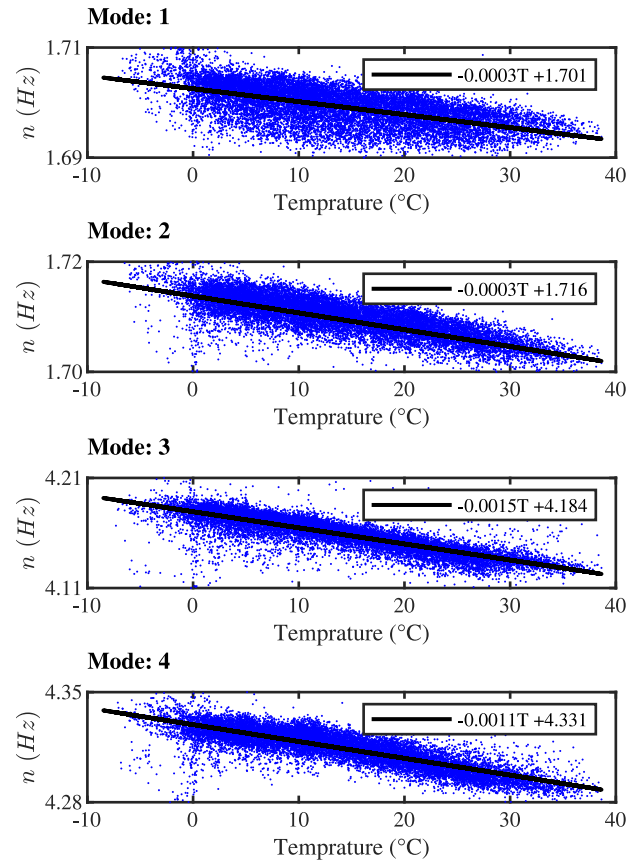 Mode: 1
1.71
n (Hz)
-0.0003T +1.701
1.69
-10 0 10 20 30 40
Temprature (°C)
Mode: 2
1.72
n (Hz)
-0.0003T +1.716
1.70
-10 0 10 20 30 40
Temprature (°C)
Mode: 3
4.21
n (Hz)
-0.0015T +4.184
4.11
-10 0 10 20 30 40
Temprature (°C)
Mode: 4
4.35
n (Hz)
-0.0011T +4.331
4.28
-10 0 10 20 30 40
Temprature (°C)